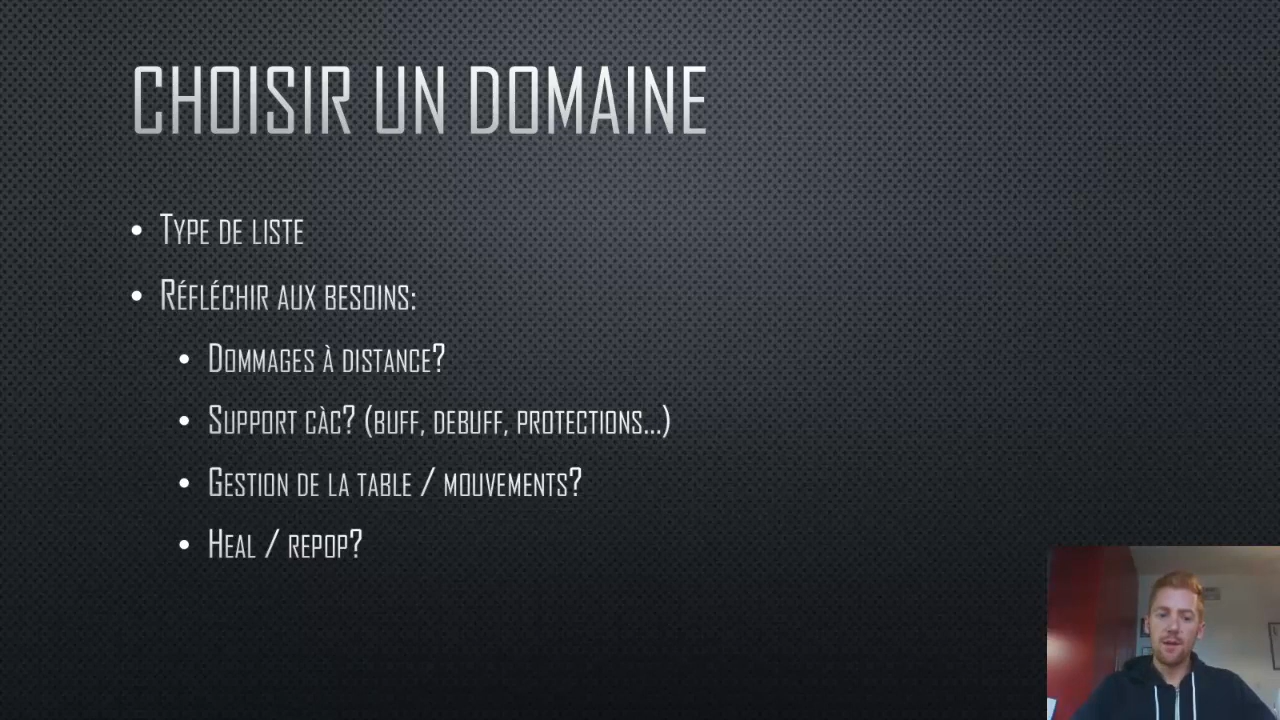 CHOISIR UN DOMAINE
• TYPE DE LISTE
• RÉFLÉCHIR AUX BESOINS:
• DOMMAGES À DISTANCE?
• SUPPORT CÀC? (BUFF, DEBUFF, PROTECTIONS...)
• GESTION DE LA TABLE / MOUVEMENTS?
• HEAL / REPOP?